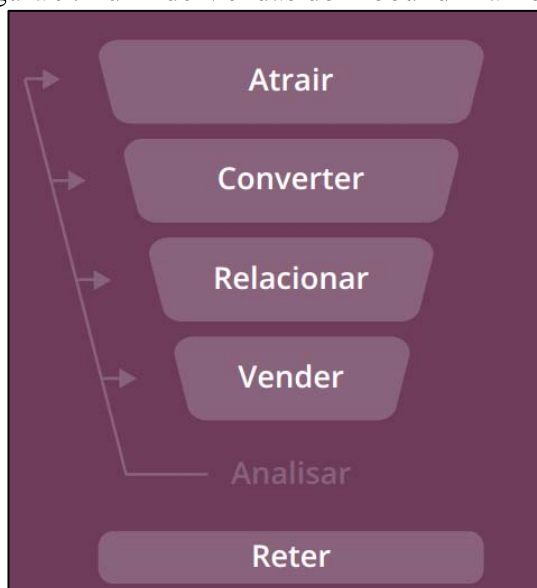 Atrair
Converter
Relacionar
Vender
Analisar
Reter